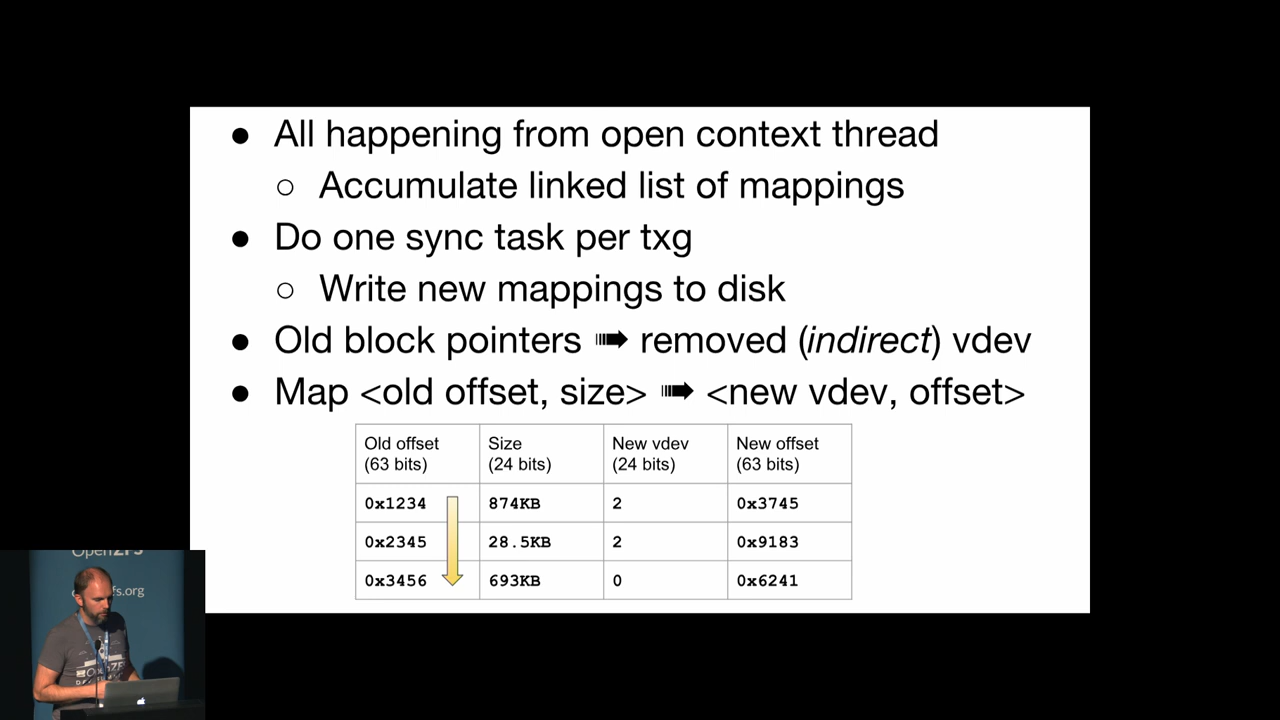 ● All happening from open context thread
○ Accumulate linked list of mappings
● Do one sync task per txg
○ Write new mappings to disk
● Old block pointers ➠ removed (indirect) vdev
● Map <old offset, size> ➠ <new vdev, offset>
Old offset (63 bits) Size (24 bits) New vdev (24 bits) New offset (63 bits)
0x1234 874KB 2 0x3745
0x2345 28.5KB 2 0x9183
0x3456 693KB 0 0x6241
OpenZFS